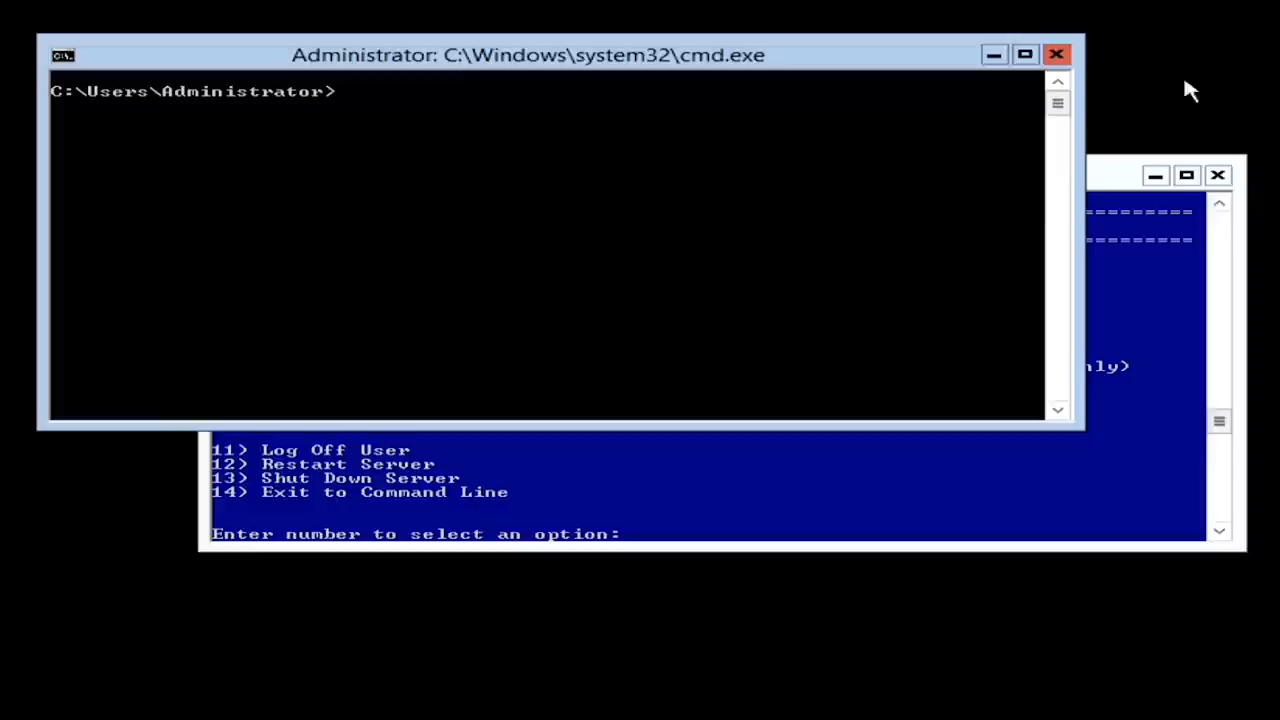 Administrator: C:\Windows\system32\cmd.exe
C:\Users\Administrator>
=========
=========
nly)
11) Log Off User
12) Restart Server
13) Shut Down Server
14) Exit to Command Line
Enter number to select an option: